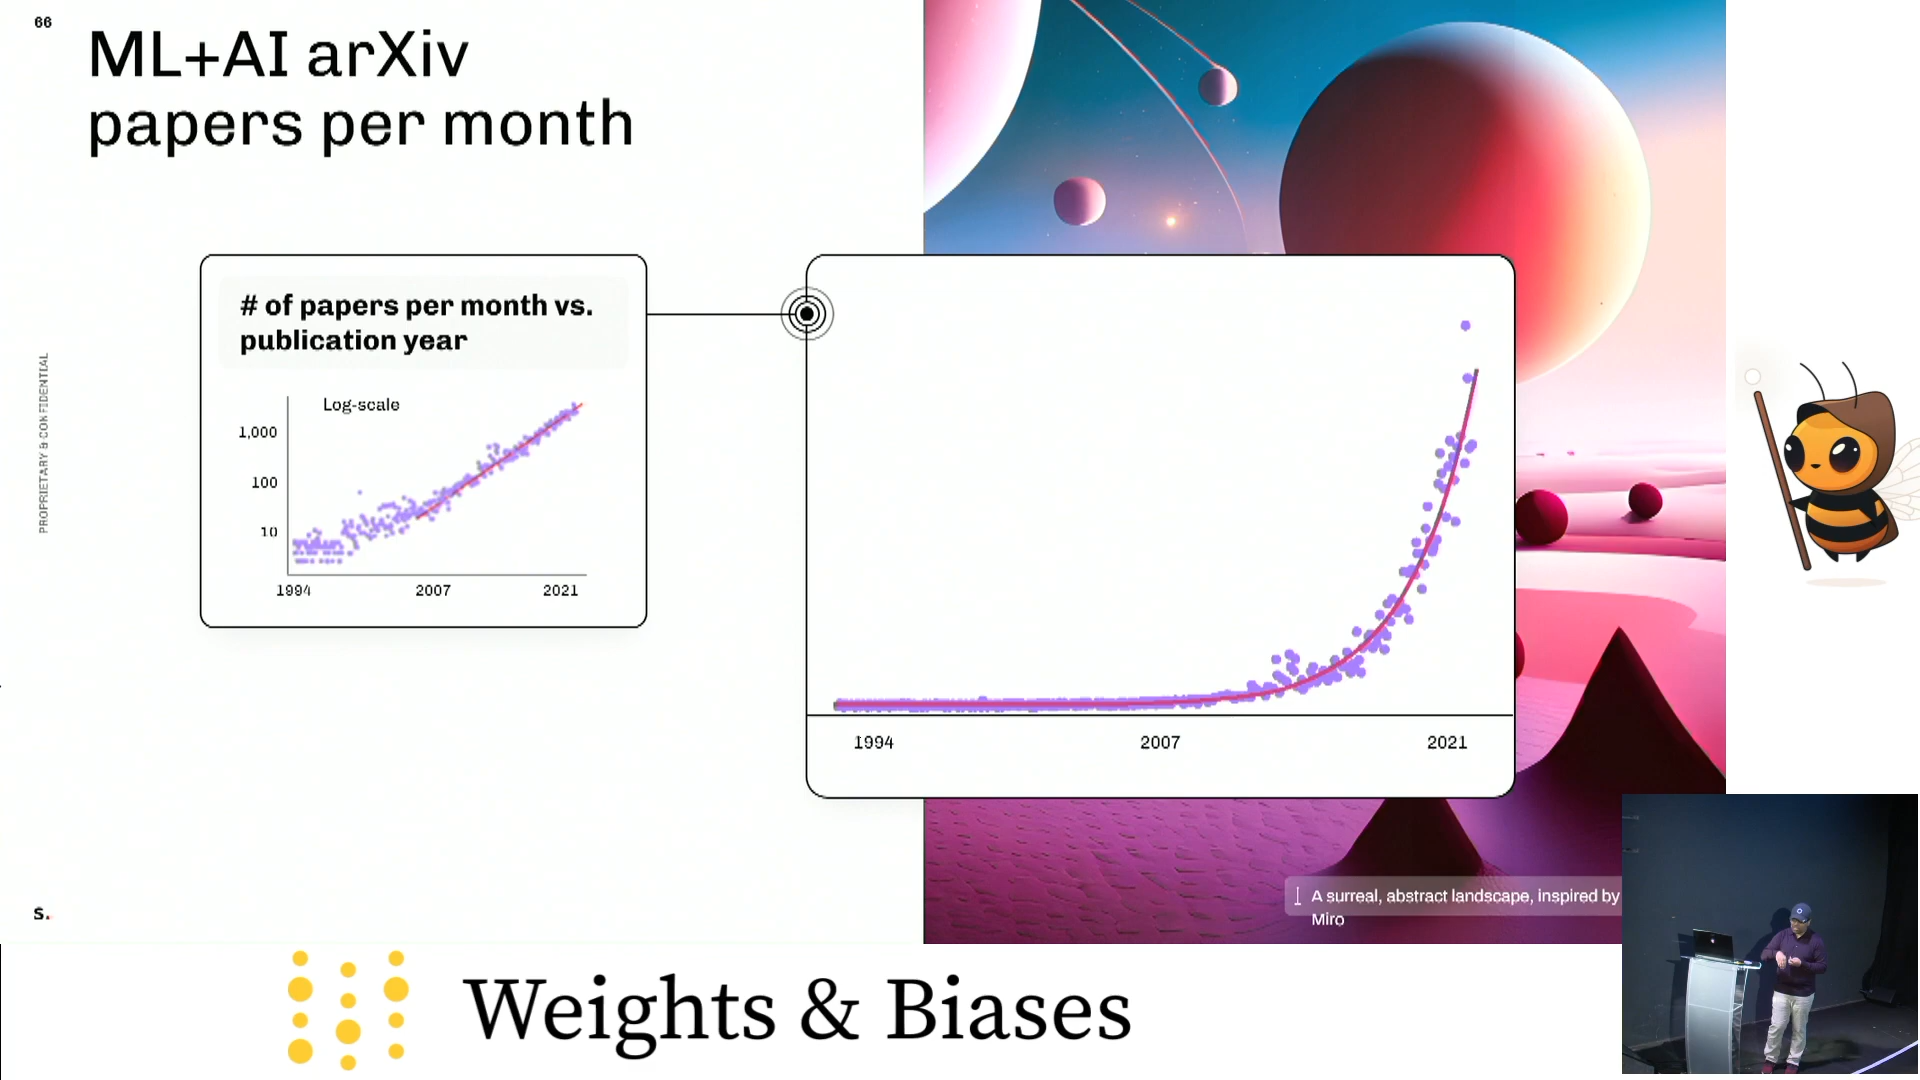 66
ML+AI arXiv
papers per month
PROPRIETARY & CONFIDENTIAL
# of papers per month vs.
publication year
Log-scale
1,000
100
10
1994 2007 2021
1994 2007 2021
A surreal, abstract landscape, inspired by
Miro
s.
Weights & Biases